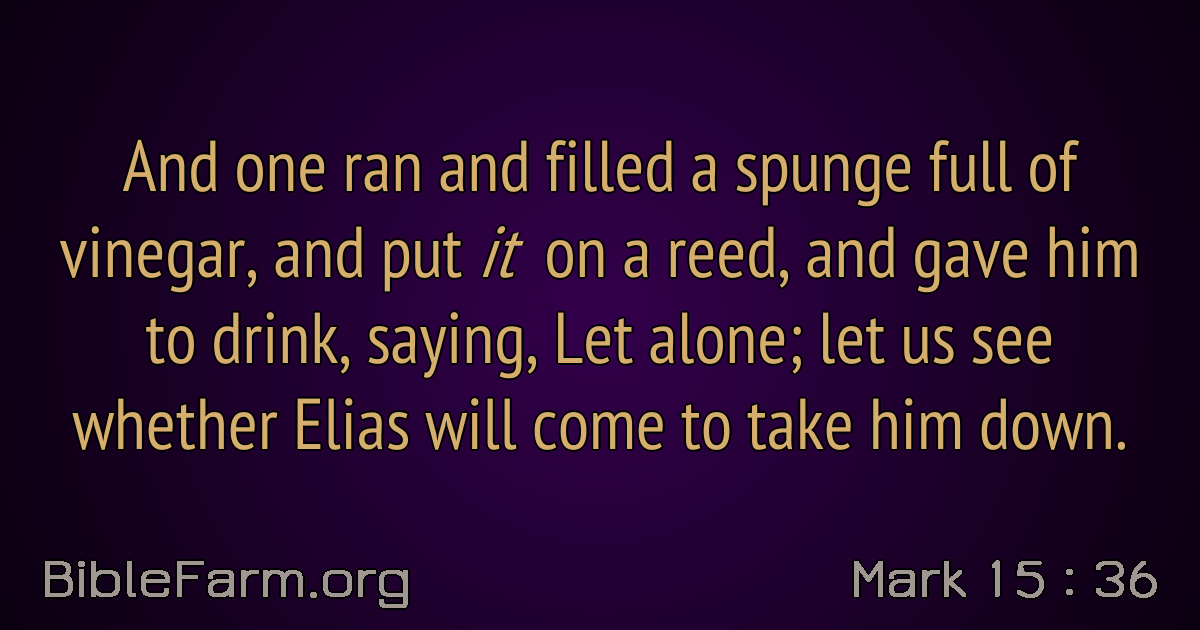 And one ran and filled a spunge full of
vinegar, and put it on a reed, and gave him
to drink, saying, Let alone; let us see
whether Elias will come to take him down.
BibleFarm.org
Mark 15 : 36